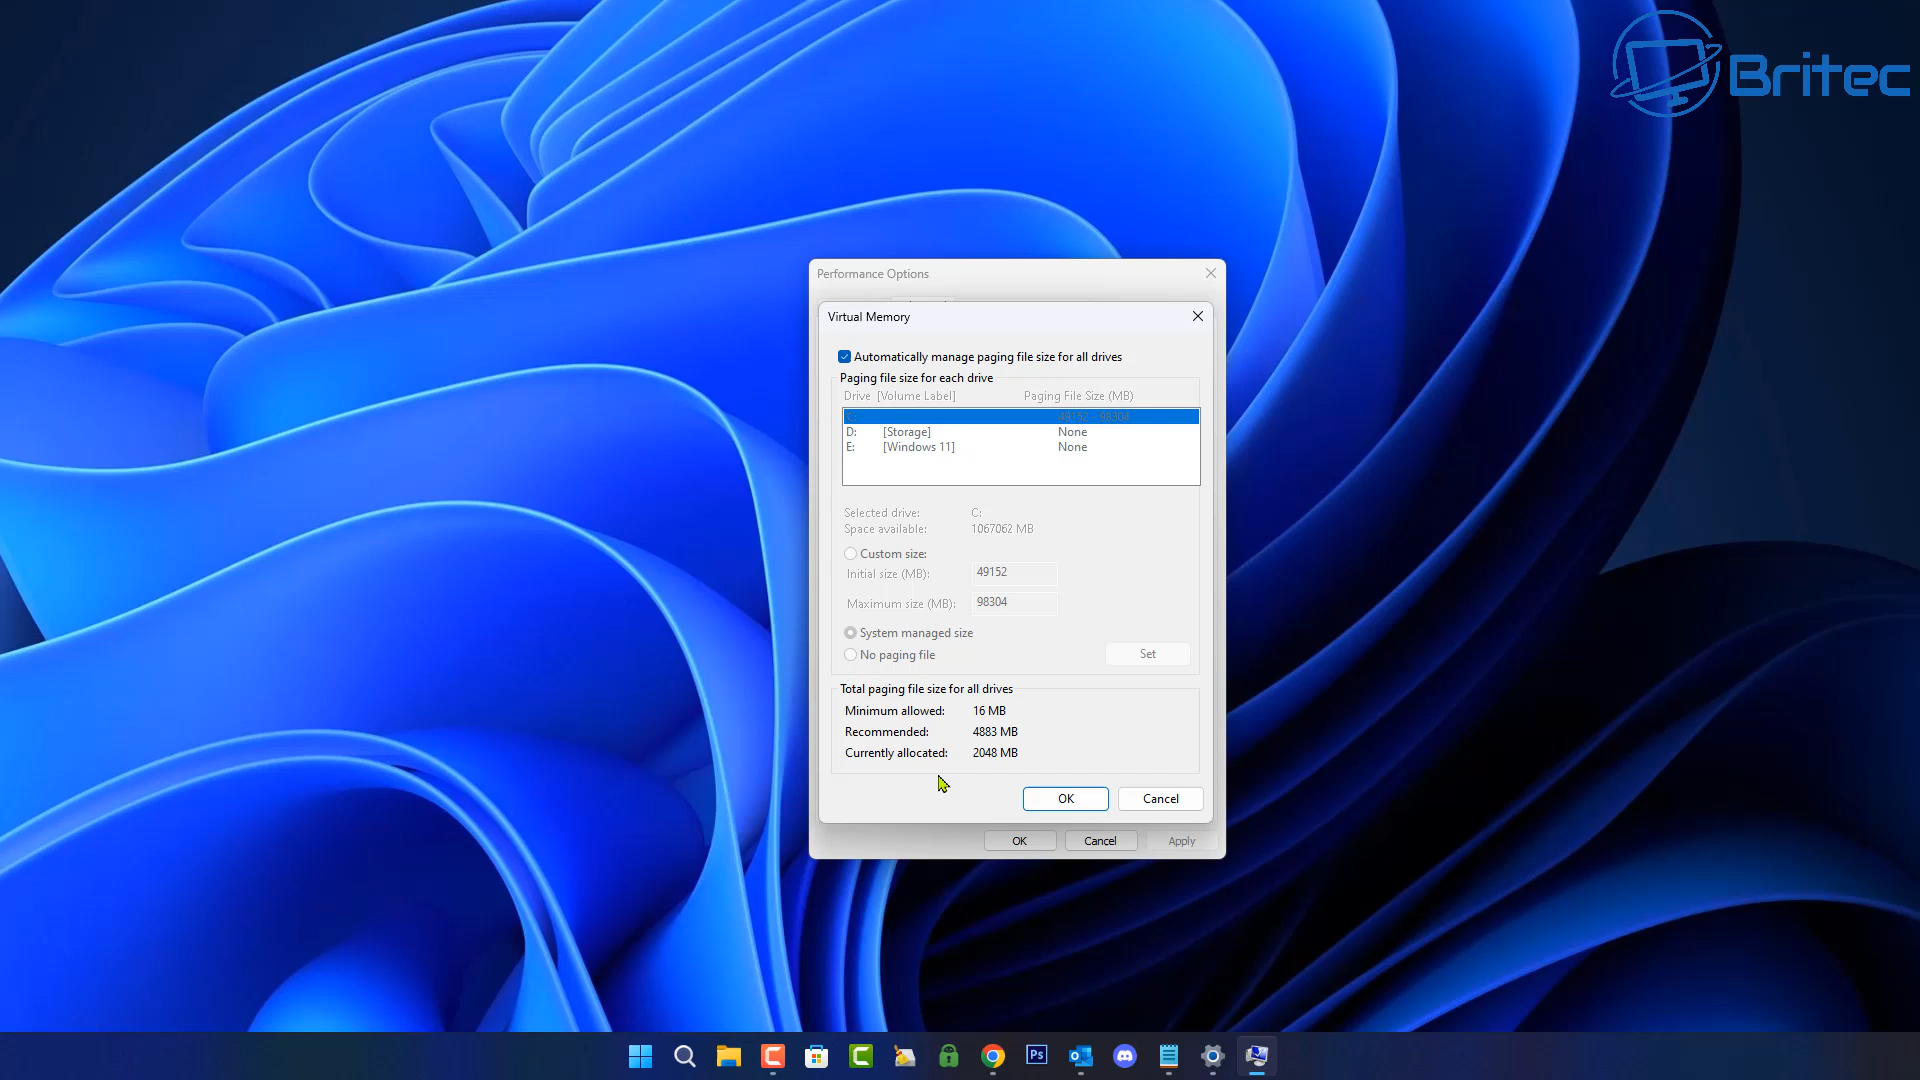 Britec
Performance Options
Virtual Memory
Automatically manage paging file size for all drives
Paging file size for each drive
Drive [Volume Label] Paging File Size (MB)
C: 49152 - 98304
D: [Storage] None
E: [Windows 11] None
Selected drive: C:
Space available: 1067062 MB
Custom size:
Initial size (MB): 49152
Maximum size (MB): 98304
System managed size
No paging file
Set
Total paging file size for all drives
Minimum allowed: 16 MB
Recommended: 4883 MB
Currently allocated: 2048 MB
OK Cancel
OK Cancel Apply
Ps